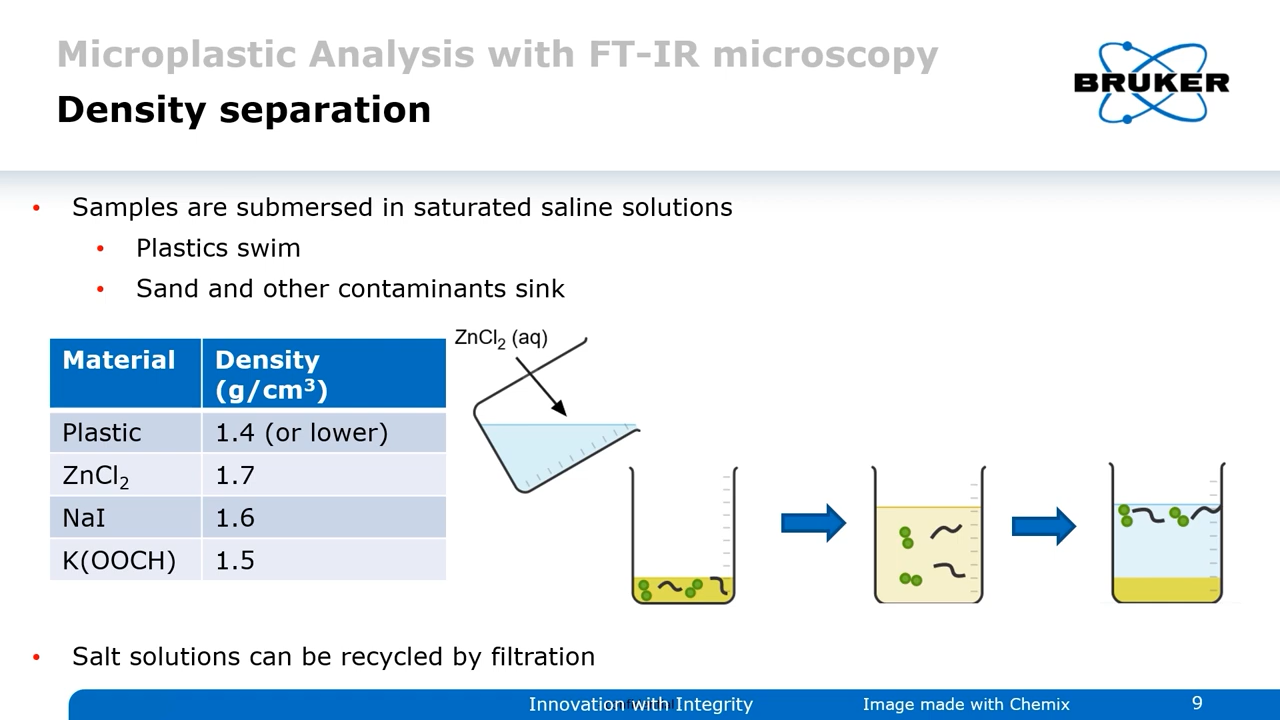 Microplastic Analysis with FT-IR microscopy
Density separation
BRUKER
• Samples are submersed in saturated saline solutions
• Plastics swim
• Sand and other contaminants sink
Material Density (g/cm³)
Plastic 1.4 (or lower)
ZnCl₂ 1.7
NaI 1.6
K(OOCH) 1.5
ZnCl₂ (aq)
• Salt solutions can be recycled by filtration
Innovation with Integrity
Image made with Chemix
9